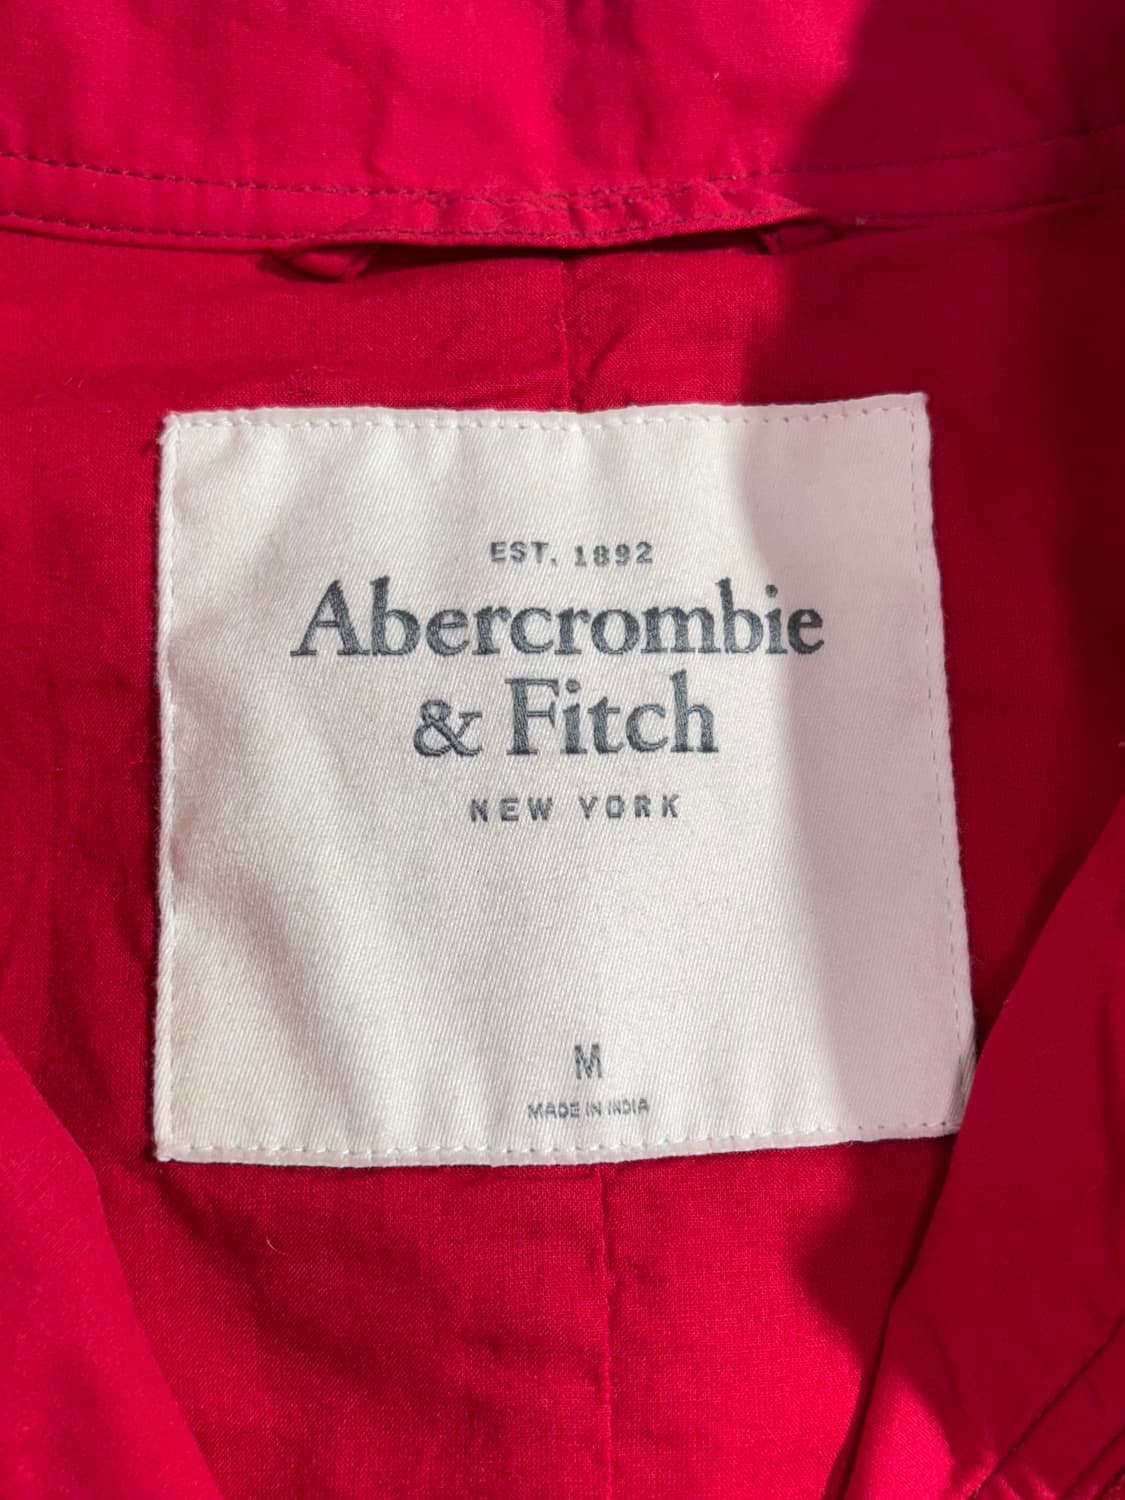 EST. 1892
Abercrombie
& Fitch
NEW YORK
M
MADE IN INDIA